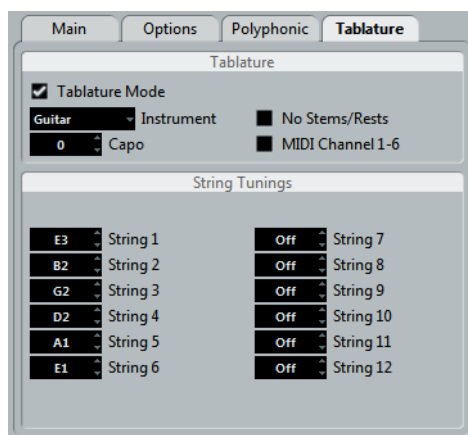 Main Options Polyphonic Tablature
Tablature
Tablature Mode
Guitar Instrument No Stems/Rests
0 Capo MIDI Channel 1-6
String Tunings
E3 String 1 Off String 7
B2 String 2 Off String 8
G2 String 3 Off String 9
D2 String 4 Off String 10
A1 String 5 Off String 11
E1 String 6 Off String 12